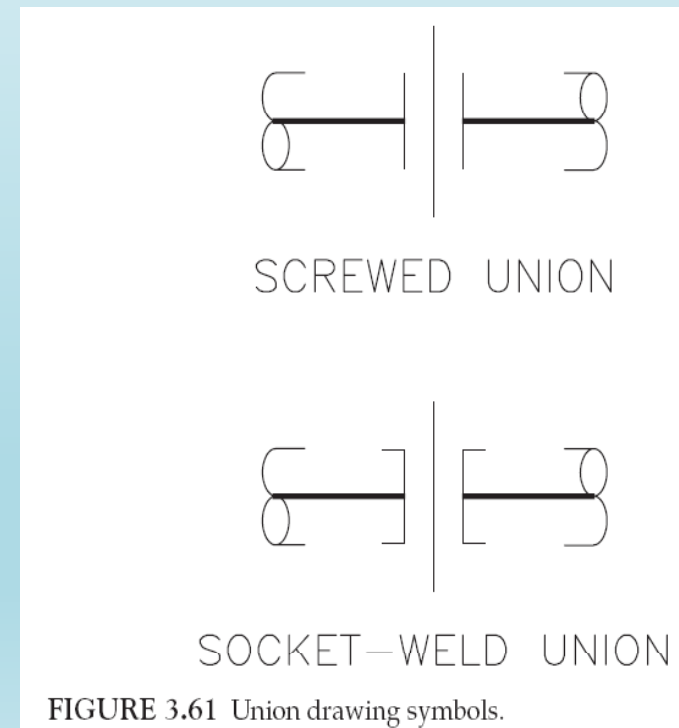 SCREWED UNION
SOCKET-WELD UNION
FIGURE 3.61 Union drawing symbols.